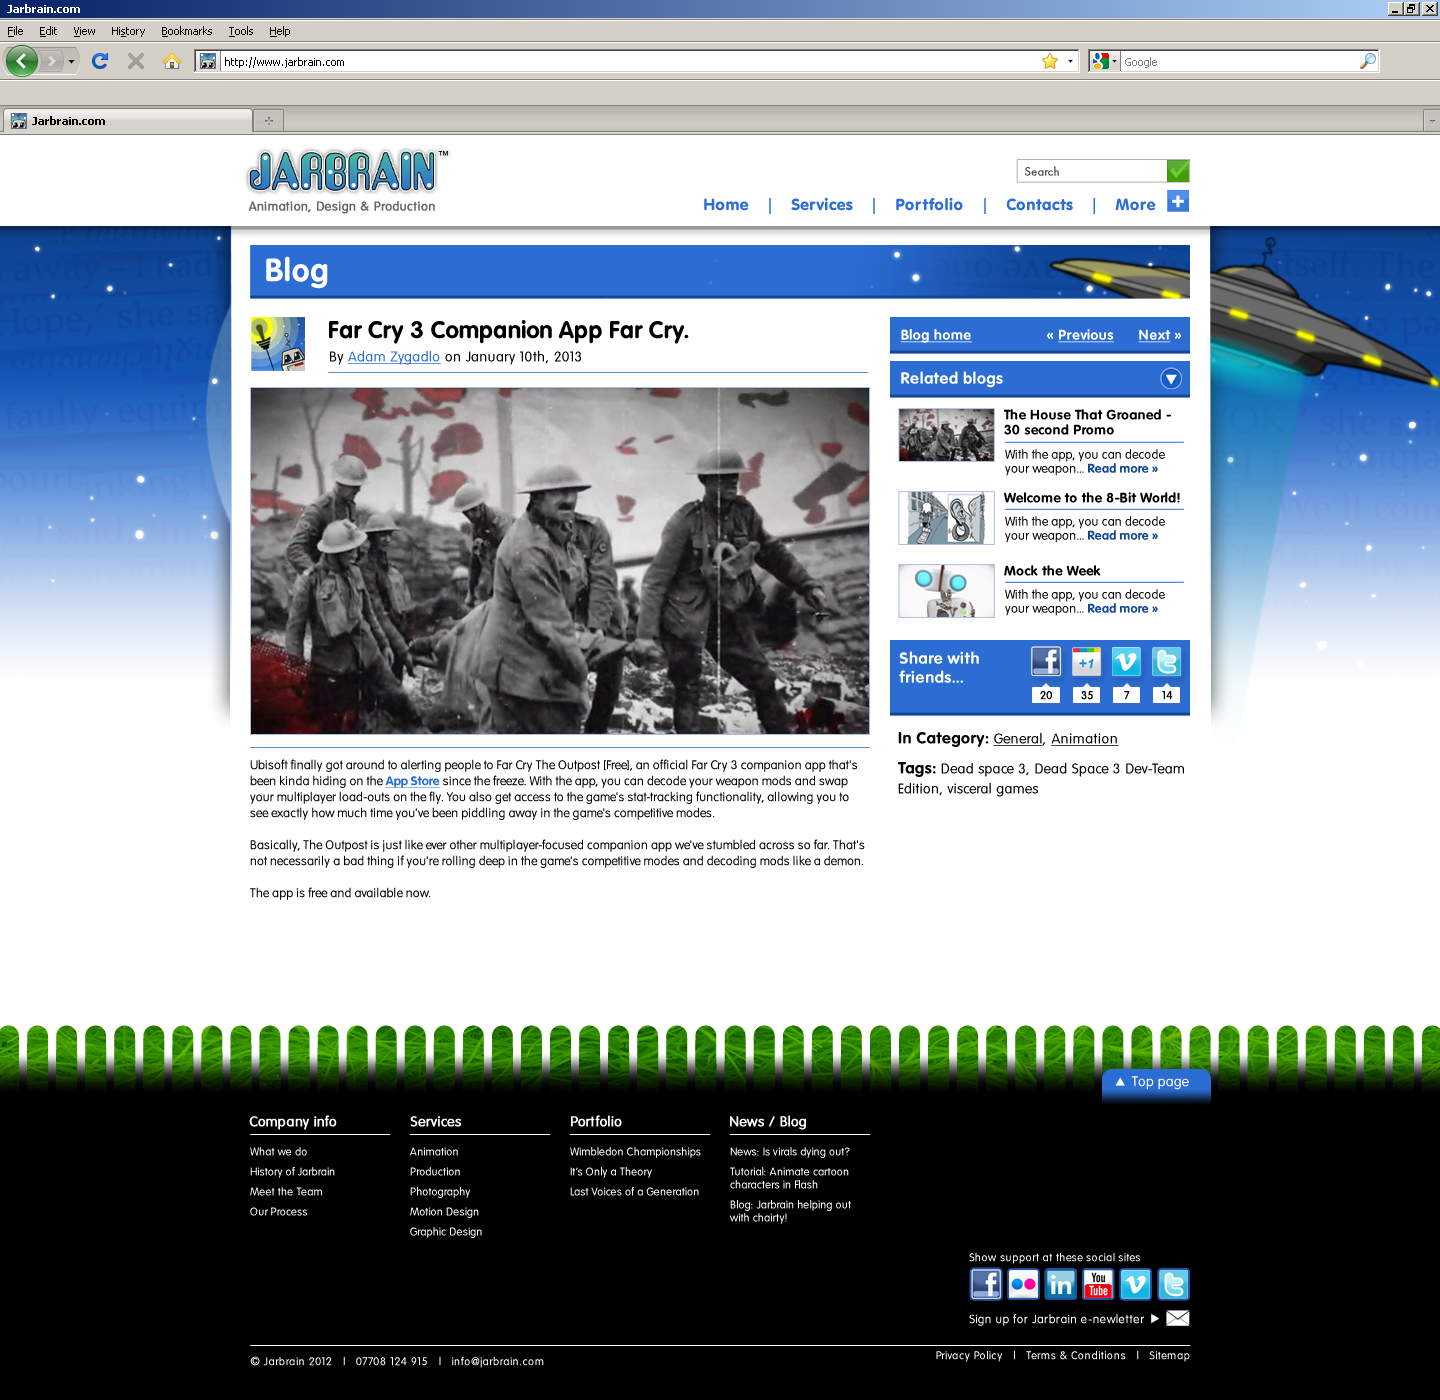 Jarbrain.com
File Edit View History Bookmarks Tools Help
http://www.jarbrain.com
Google
Jarbrain.com
JARBRAIN™
Animation, Design & Production
Search
Home | Services | Portfolio | Contacts | More
Blog
Far Cry 3 Companion App Far Cry.
By Adam Zygadlo on January 10th, 2013
Ubisoft finally got around to alerting people to Far Cry The Outpost [Free], an official Far Cry 3 companion app that's
been kinda hiding on the App Store since the freeze. With the app, you can decode your weapon mods and swap
your multiplayer load-outs on the fly. You also get access to the game's stat-tracking functionality, allowing you to
see exactly how much time you've been piddling away in the game's competitive modes.
Basically, The Outpost is just like ever other multiplayer-focused companion app we've stumbled across so far. That's
not necessarily a bad thing if you're rolling deep in the game's competitive modes and decoding mods like a demon.
The app is free and available now.
Blog home « Previous Next »
Related blogs
The House That Groaned -
30 second Promo
With the app, you can decode
your weapon... Read more »
Welcome to the 8-Bit World!
With the app, you can decode
your weapon... Read more »
Mock the Week
With the app, you can decode
your weapon... Read more »
Share with
friends...
+1
20 35 7 14
In Category: General, Animation
Tags: Dead space 3, Dead Space 3 Dev-Team
Edition, visceral games
Top page
Company info
What we do
History of Jarbrain
Meet the Team
Our Process
Services
Animation
Production
Photography
Motion Design
Graphic Design
Portfolio
Wimbledon Championships
It's Only a Theory
Last Voices of a Generation
News / Blog
News: Is virals dying out?
Tutorial: Animate cartoon
characters in Flash
Blog: Jarbrain helping out
with chairty!
Show support at these social sites
in
You
Tube
Sign up for Jarbrain e-newletter
© Jarbrain 2012 | 07708 124 915 | info@jarbrain.com
Privacy Policy | Terms & Conditions | Sitemap